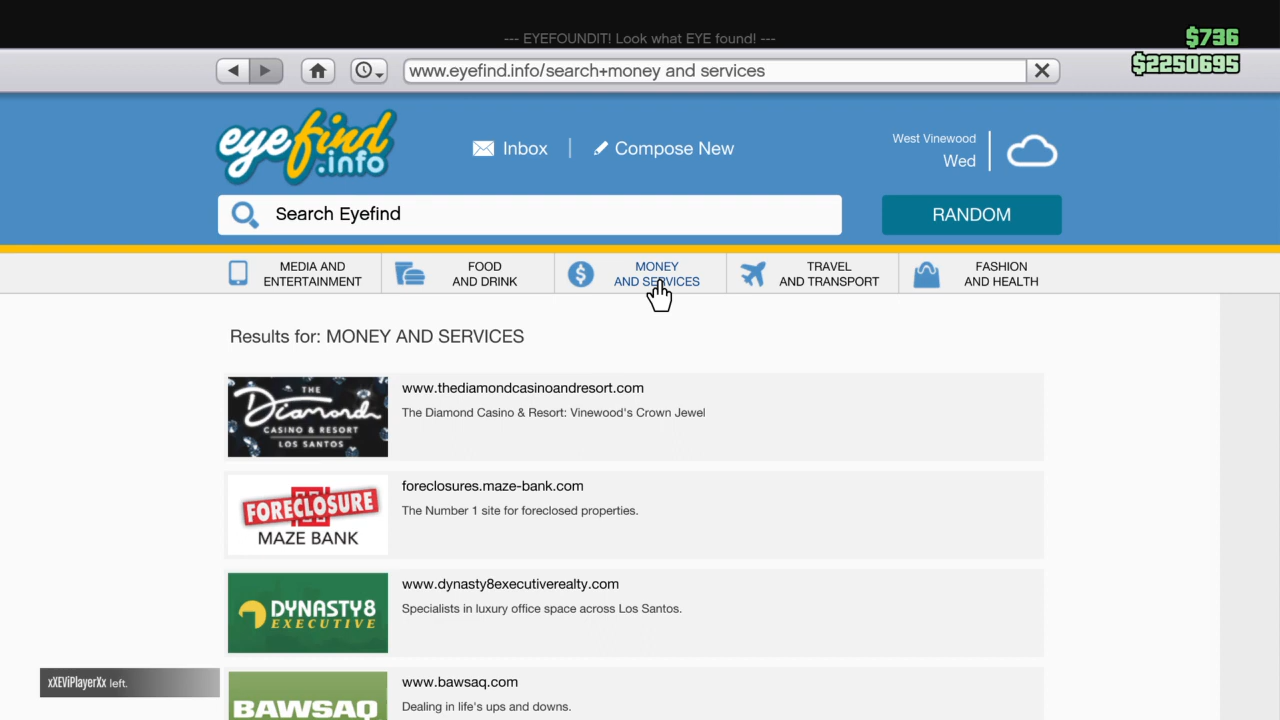 --- EYEFOUNDIT! Look what EYE found! ---
$736
$2250695
www.eyefind.info/search+money and services
eyefind
.info
Inbox
Compose New
West Vinewood
Wed
Search Eyefind
RANDOM
MEDIA AND
ENTERTAINMENT
FOOD
AND DRINK
MONEY
AND SERVICES
TRAVEL
AND TRANSPORT
FASHION
AND HEALTH
Results for: MONEY AND SERVICES
THE
Diamond
CASINO & RESORT
LOS SANTOS
www.thediamondcasinoandresort.com
The Diamond Casino & Resort: Vinewood's Crown Jewel
FORECLOSURE
MAZE BANK
foreclosures.maze-bank.com
The Number 1 site for foreclosed properties.
DYNASTY8
EXECUTIVE
www.dynasty8executiverealty.com
Specialists in luxury office space across Los Santos.
BAWSAQ
www.bawsaq.com
Dealing in life's ups and downs.
xXEViPlayerXx left.